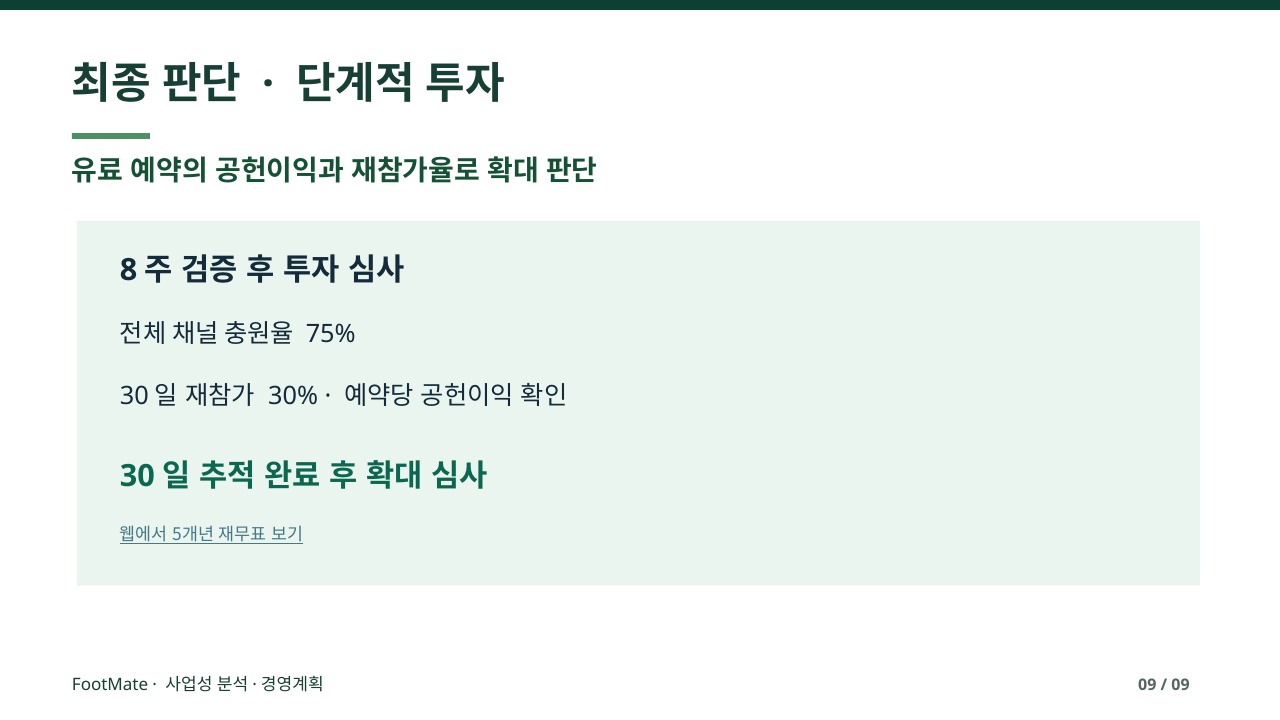 최종 판단 · 단계적 투자
유료 예약의 공헌이익과 재참가율로 확대 판단
8주 검증 후 투자 심사
전체 채널 충원율 75%
30일 재참가 30% · 예약당 공헌이익 확인
30일 추적 완료 후 확대 심사
웹에서 5개년 재무표 보기
FootMate · 사업성 분석 · 경영계획
09 / 09